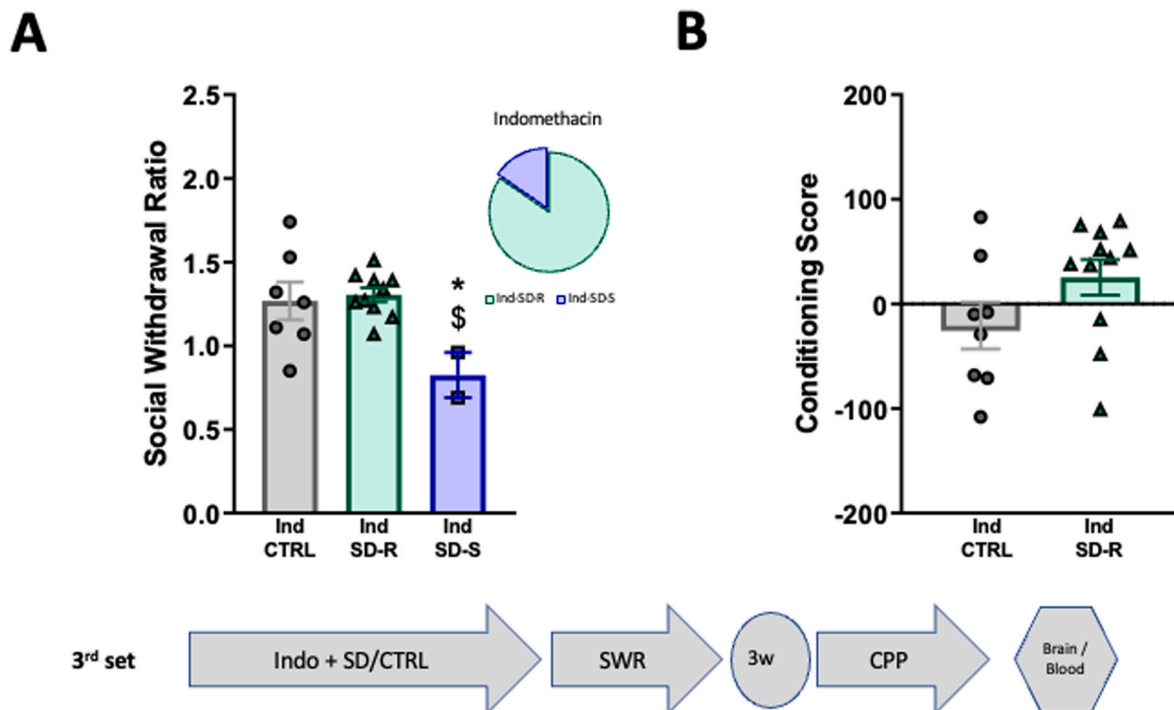 A
B
Social Withdrawal Ratio
2.5
2.0
1.5
1.0
0.5
0.0
Indomethacin
Ind-SD-R Ind-SD-S
*
$
Ind
CTRL
Ind
SD-R
Ind
SD-S
Conditioning Score
200
100
0
-100
-200
Ind
CTRL
Ind
SD-R
3rd set
Indo + SD/CTRL
SWR
3w
CPP
Brain /
Blood